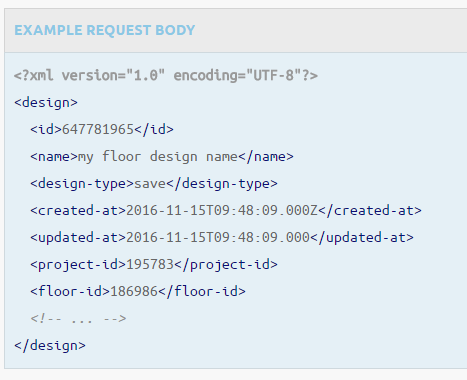 EXAMPLE REQUEST BODY
<?xml version="1.0" encoding="UTF-8"?>
<design>
<id>647781965</id>
<name>my floor design name</name>
<design-type>save</design-type>
<created-at>2016-11-15T09:48:09.000Z</created-at>
<updated-at>2016-11-15T09:48:09.000</updated-at>
<project-id>195783</project-id>
<floor-id>186986</floor-id>
<!-- ... -->
</design>